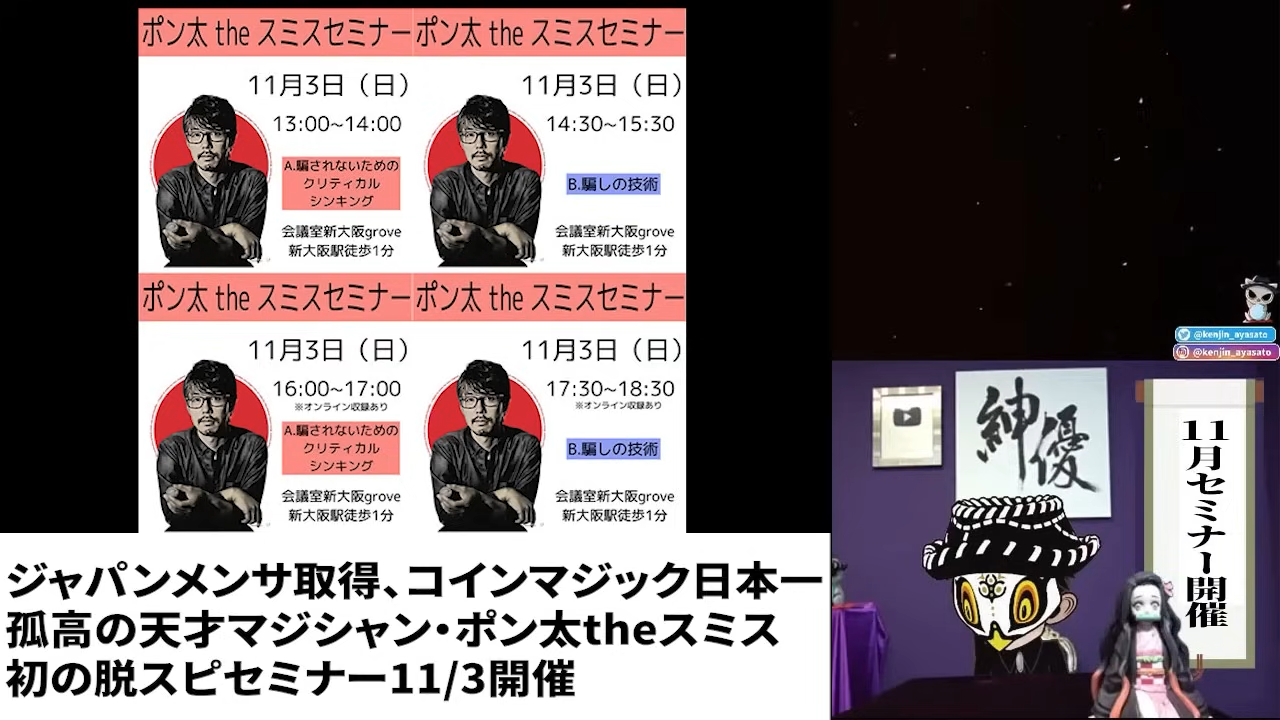 ポン太 the スミスセミナー
11月3日（日）
13:00~14:00
A.騙されないための
クリティカル
シンキング
会議室新大阪grove
新大阪駅徒歩1分
ポン太 the スミスセミナー
11月3日（日）
14:30~15:30
B.騙しの技術
会議室新大阪grove
新大阪駅徒歩1分
ポン太 the スミスセミナー
11月3日（日）
16:00~17:00
※オンライン収録あり
A.騙されないための
クリティカル
シンキング
会議室新大阪grove
新大阪駅徒歩1分
ポン太 the スミスセミナー
11月3日（日）
17:30~18:30
※オンライン収録あり
B.騙しの技術
会議室新大阪grove
新大阪駅徒歩1分
ジャパンメンサ取得、コインマジック日本一
孤高の天才マジシャン・ポン太theスミス
初の脱スピセミナー11/3開催
@kenjin_ayasato
@kenjin_ayasato
紳優
11月セミナー開催